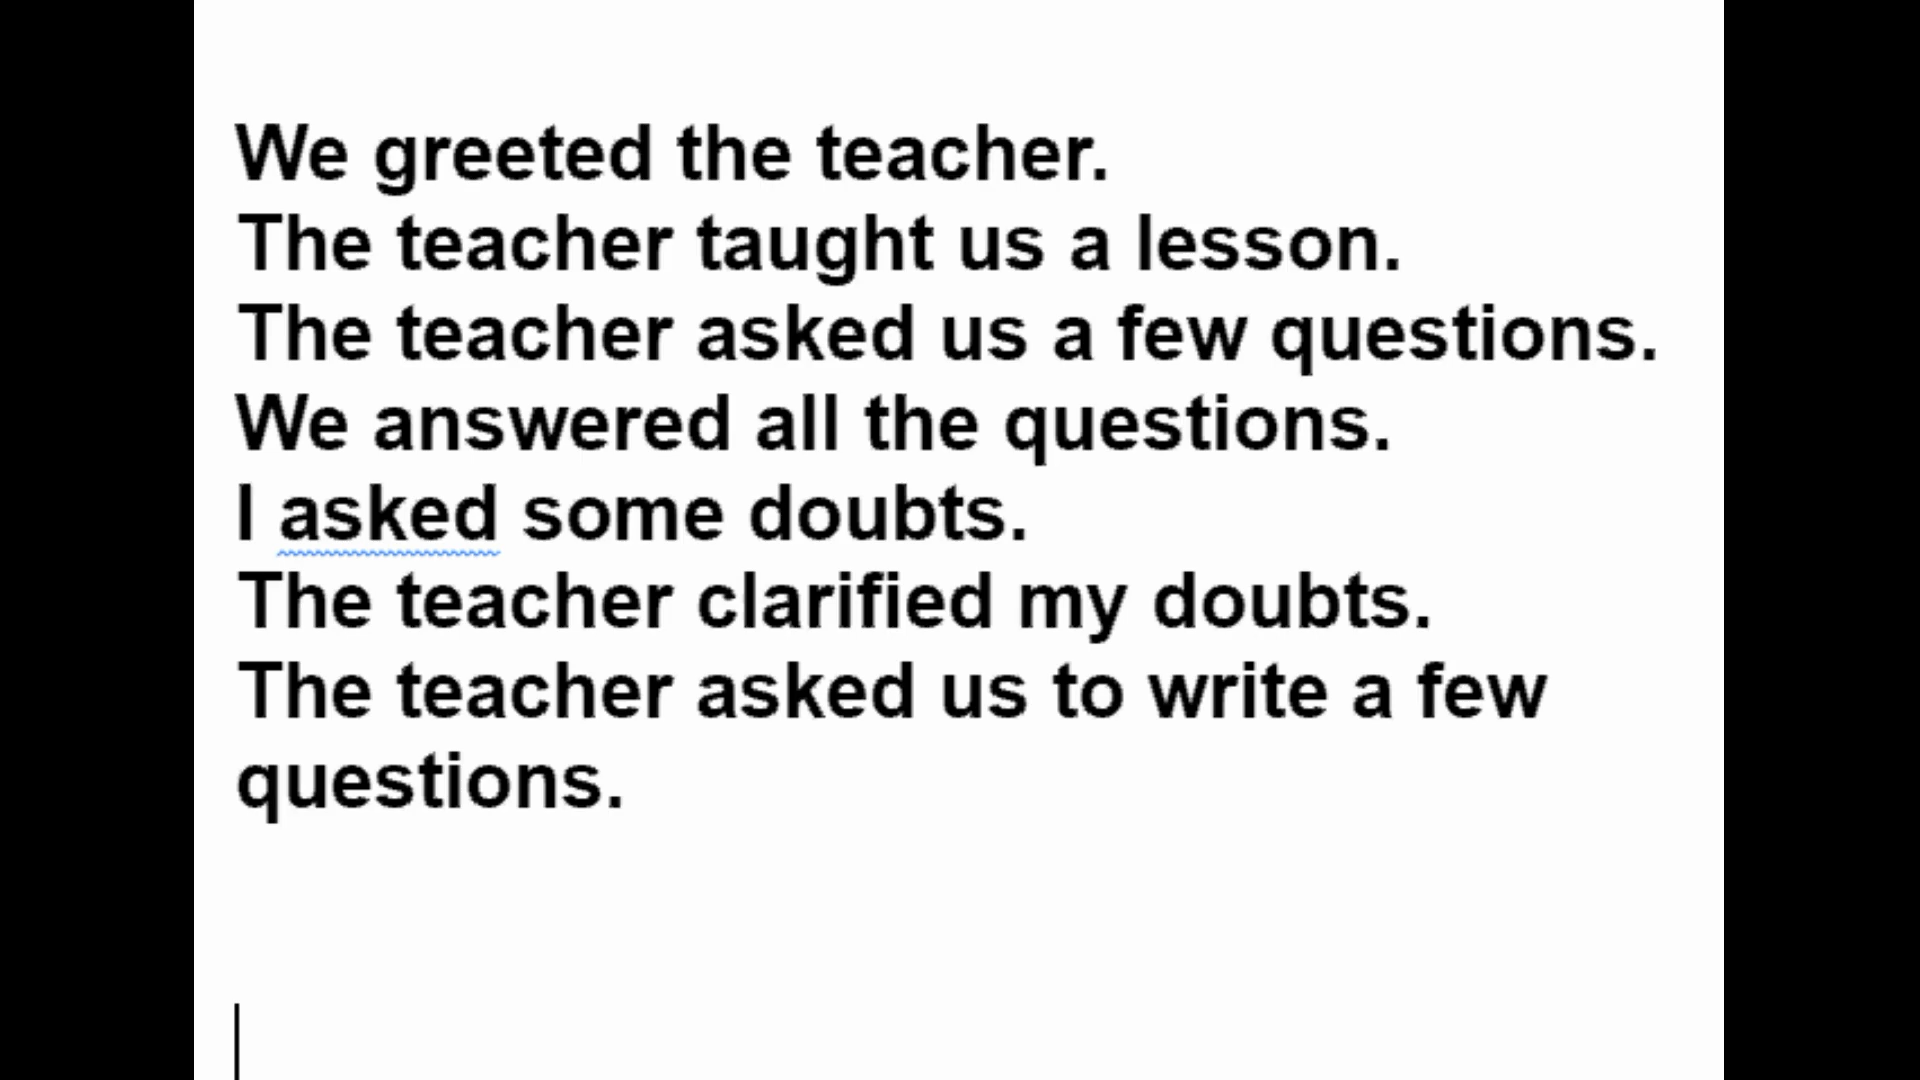 We greeted the teacher.
The teacher taught us a lesson.
The teacher asked us a few questions.
We answered all the questions.
I asked some doubts.
The teacher clarified my doubts.
The teacher asked us to write a few
questions.